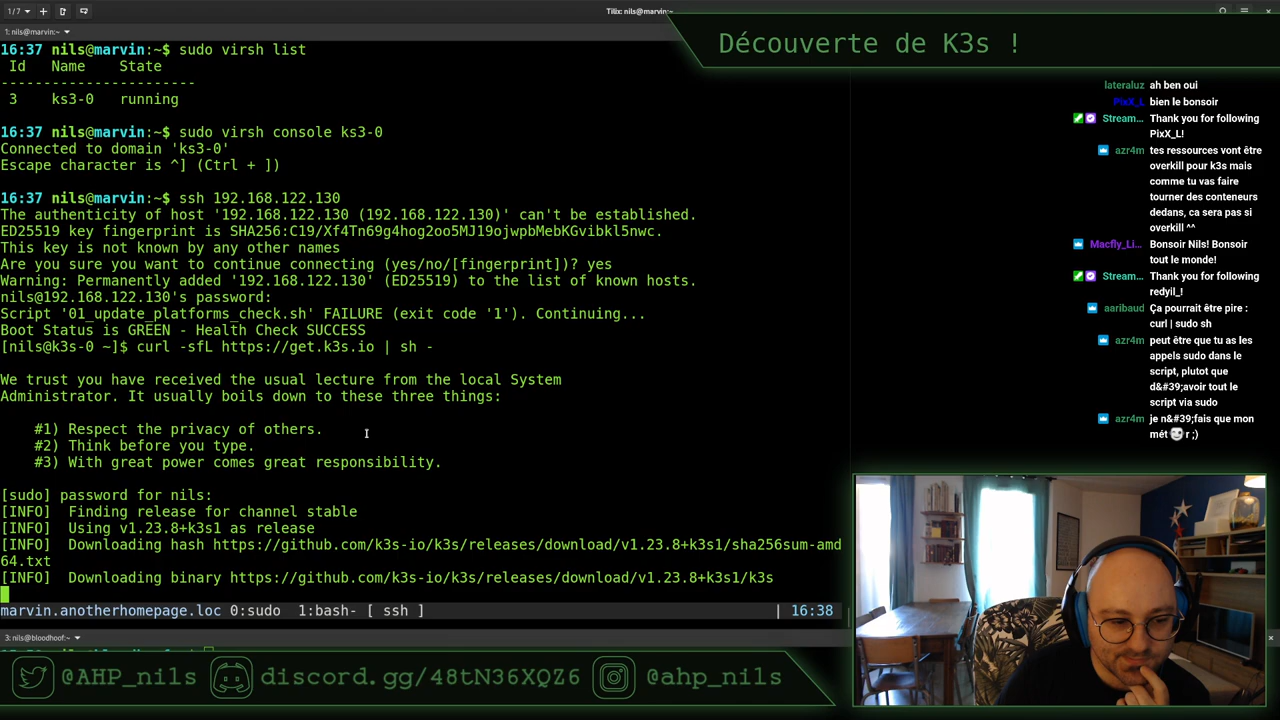 1/7
Tilix: nils@marvin:~
1: nils@marvin:~
Découverte de K3s !
16:37 nils@marvin:~$ sudo virsh list
Id Name State
-----------------------
3 ks3-0 running
16:37 nils@marvin:~$ sudo virsh console ks3-0
Connected to domain 'ks3-0'
Escape character is ^] (Ctrl + ])
16:37 nils@marvin:~$ ssh 192.168.122.130
The authenticity of host '192.168.122.130 (192.168.122.130)' can't be established.
ED25519 key fingerprint is SHA256:C19/Xf4Tn69g4hog2oo5MJ19ojwpbMebKGvibkl5nwc.
This key is not known by any other names
Are you sure you want to continue connecting (yes/no/[fingerprint])? yes
Warning: Permanently added '192.168.122.130' (ED25519) to the list of known hosts.
nils@192.168.122.130's password:
Script '01_update_platforms_check.sh' FAILURE (exit code '1'). Continuing...
Boot Status is GREEN - Health Check SUCCESS
[nils@k3s-0 ~]$ curl -sfL https://get.k3s.io | sh -
We trust you have received the usual lecture from the local System
Administrator. It usually boils down to these three things:
#1) Respect the privacy of others.
#2) Think before you type.
#3) With great power comes great responsibility.
[sudo] password for nils:
[INFO] Finding release for channel stable
[INFO] Using v1.23.8+k3s1 as release
[INFO] Downloading hash https://github.com/k3s-io/k3s/releases/download/v1.23.8+k3s1/sha256sum-amd
64.txt
[INFO] Downloading binary https://github.com/k3s-io/k3s/releases/download/v1.23.8+k3s1/k3s
marvin.anotherhomepage.loc 0:sudo 1:bash- [ ssh ] | 16:38
3: nils@bloodhoof:~
lateraluz ah ben oui
PixX_L bien le bonsoir
Stream... Thank you for following
PixX_L!
azr4m tes ressources vont être
overkill pour k3s mais
comme tu vas faire
tourner des conteneurs
dedans, ca sera pas si
overkill ^^
Macfly_Li... Bonsoir Nils! Bonsoir
tout le monde!
Stream... Thank you for following
redyil_!
aaribaud Ça pourrait être pire :
curl | sudo sh
azr4m peut être que tu as les
appels sudo dans le
script, plutot que
d&#39;avoir tout le
script via sudo
azr4m je n&#39;fais que mon
mét r ;)
@AHP_nils discord.gg/48tN36XQZ6 @ahp_nils